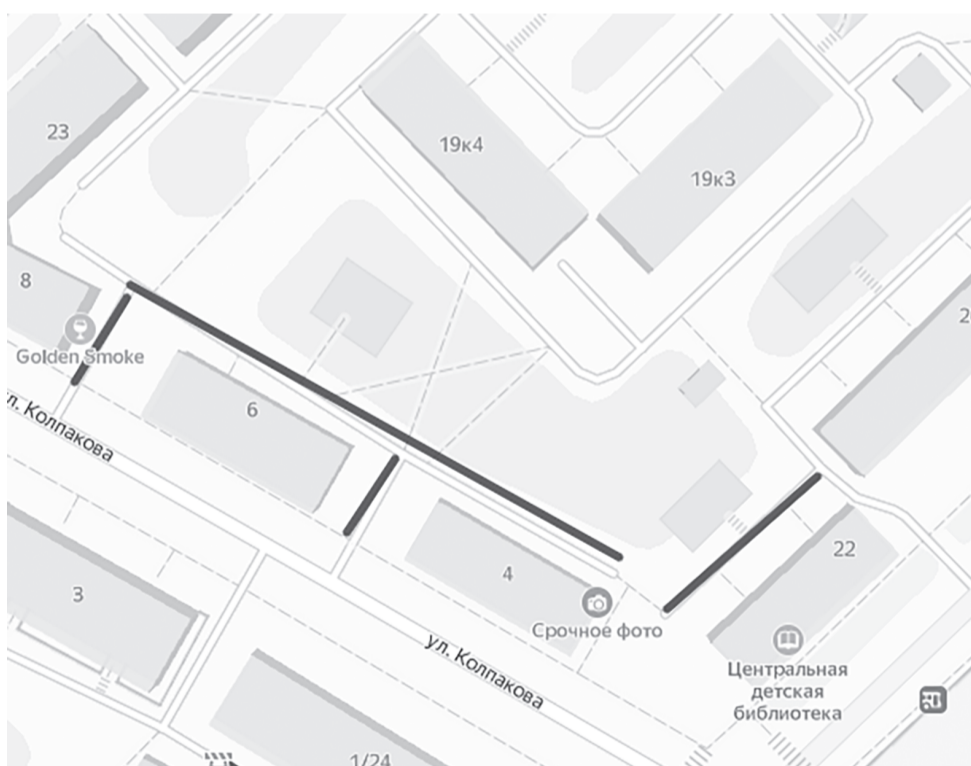 23
19к4
19к3
8
2
Golden Smoke
6
ул. Колпакова
22
4
3
Срочное фото
ул. Колпакова
Центральная
детская
библиотека
1/24